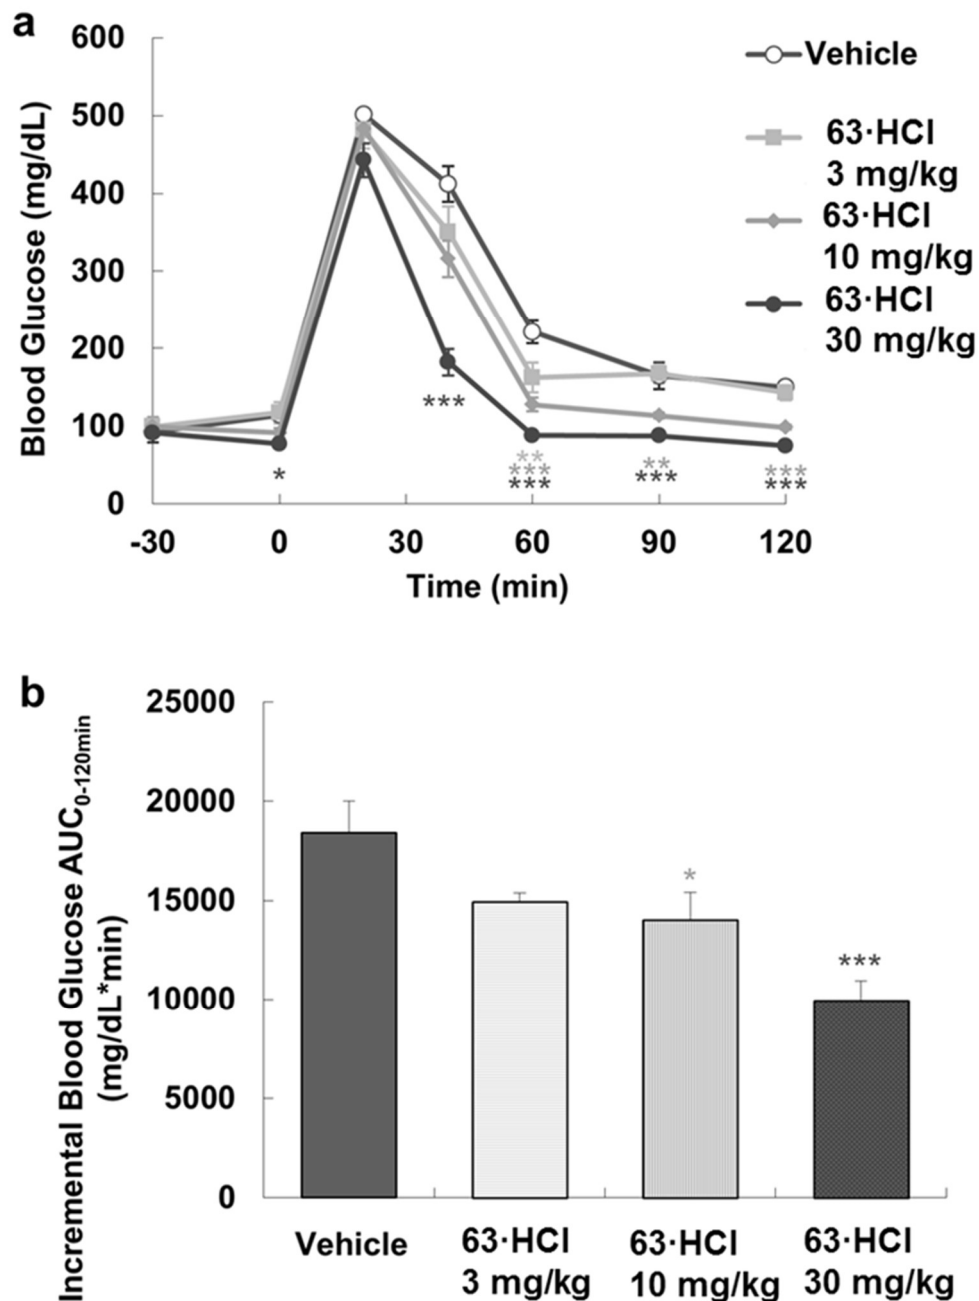 a
600
500
400
300
200
100
0
Blood Glucose (mg/dL)
-30 0 30 60 90 120
Time (min)
Vehicle
63·HCl
3 mg/kg
63·HCl
10 mg/kg
63·HCl
30 mg/kg
*
***
**
***
***
**
***
***
***
b
25000
20000
15000
10000
5000
0
Incremental Blood Glucose AUC0-120min
(mg/dL*min)
*
***
Vehicle
63·HCl
3 mg/kg
63·HCl
10 mg/kg
63·HCl
30 mg/kg